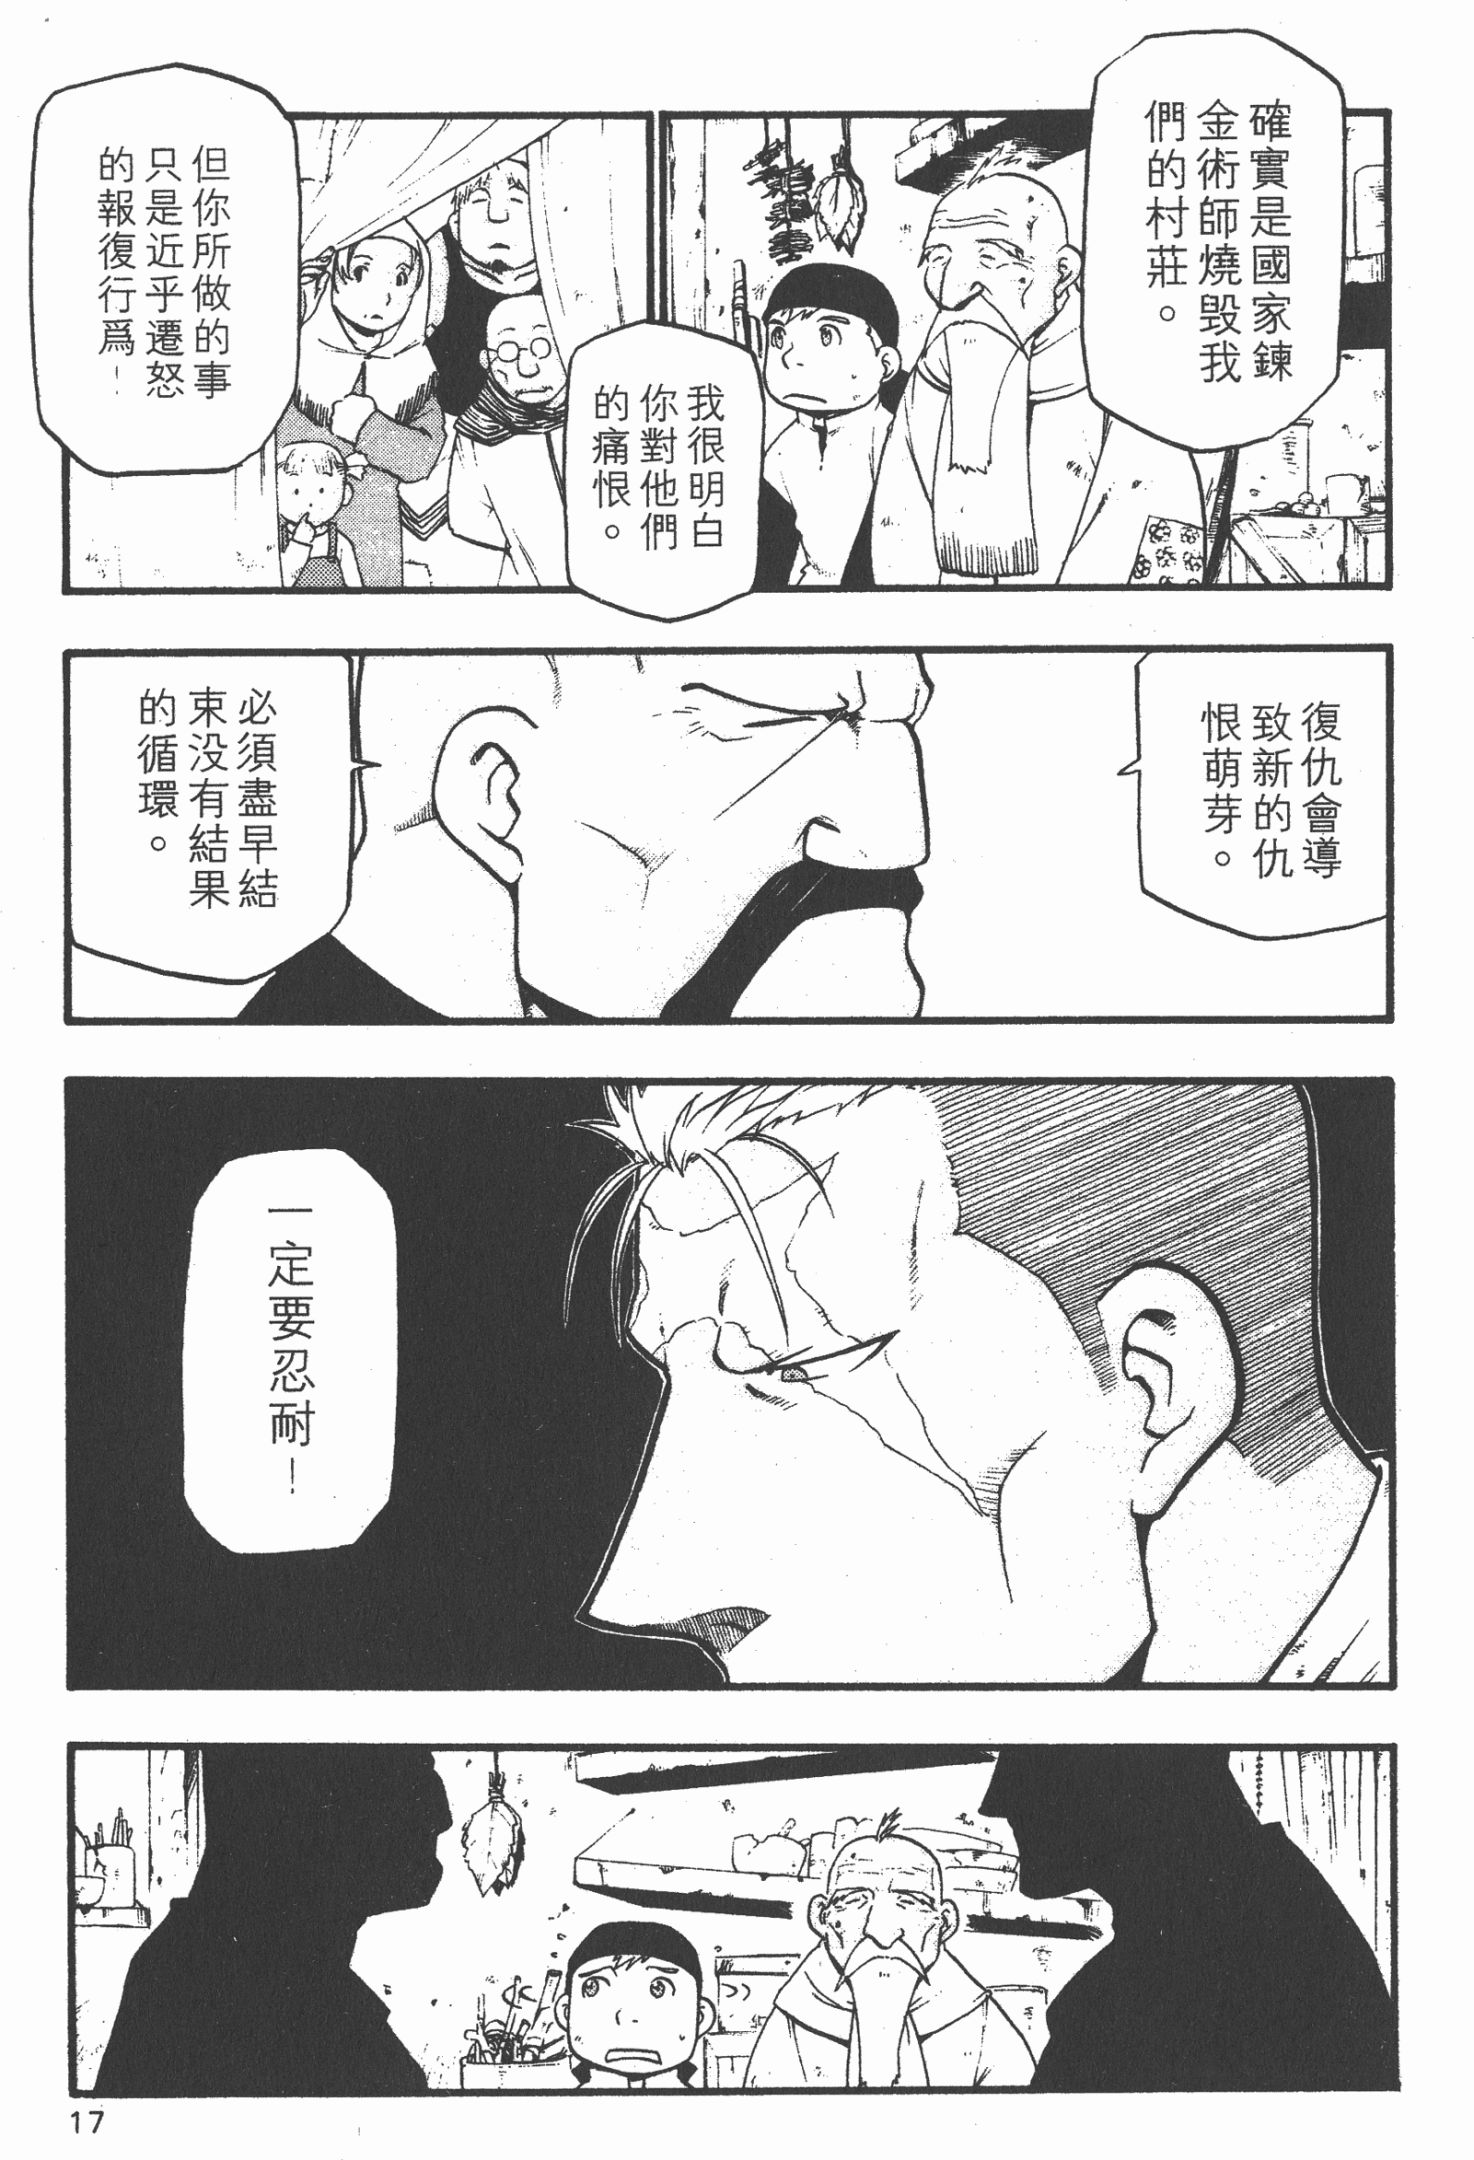 確實是國家鍊
金術師燒毀我
們的村莊。
我很明白
你對他們
的痛恨。
但你所做的事
只是近乎遷怒
的報復行爲！
復仇會導
致新的仇
恨萌芽。
必須盡早結
束没有結果
的循環。
一定要忍耐！
17